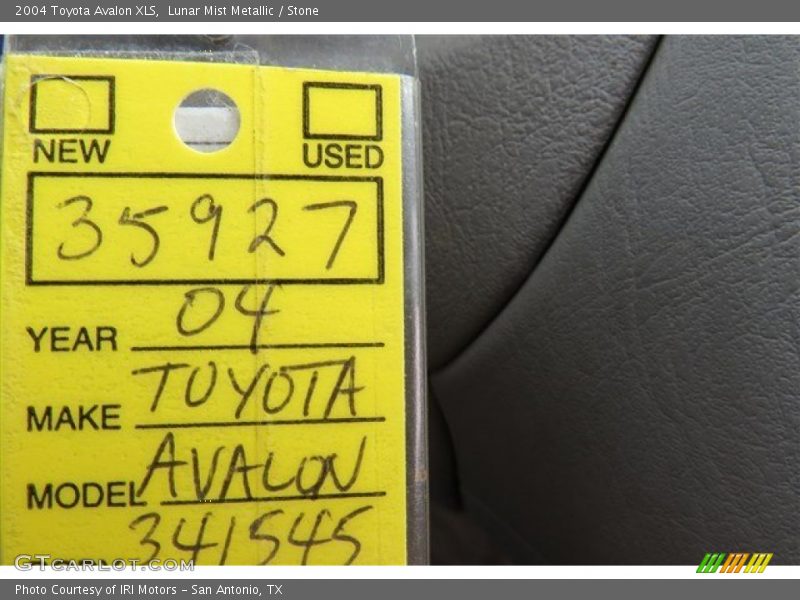 2004 Toyota Avalon XLS,  Lunar Mist Metallic / Stone
NEW USED
35927
YEAR 04
MAKE TOYOTA
MODEL AVALON
341545
GTcarlot.com
Photo Courtesy of IRI Motors - San Antonio, TX